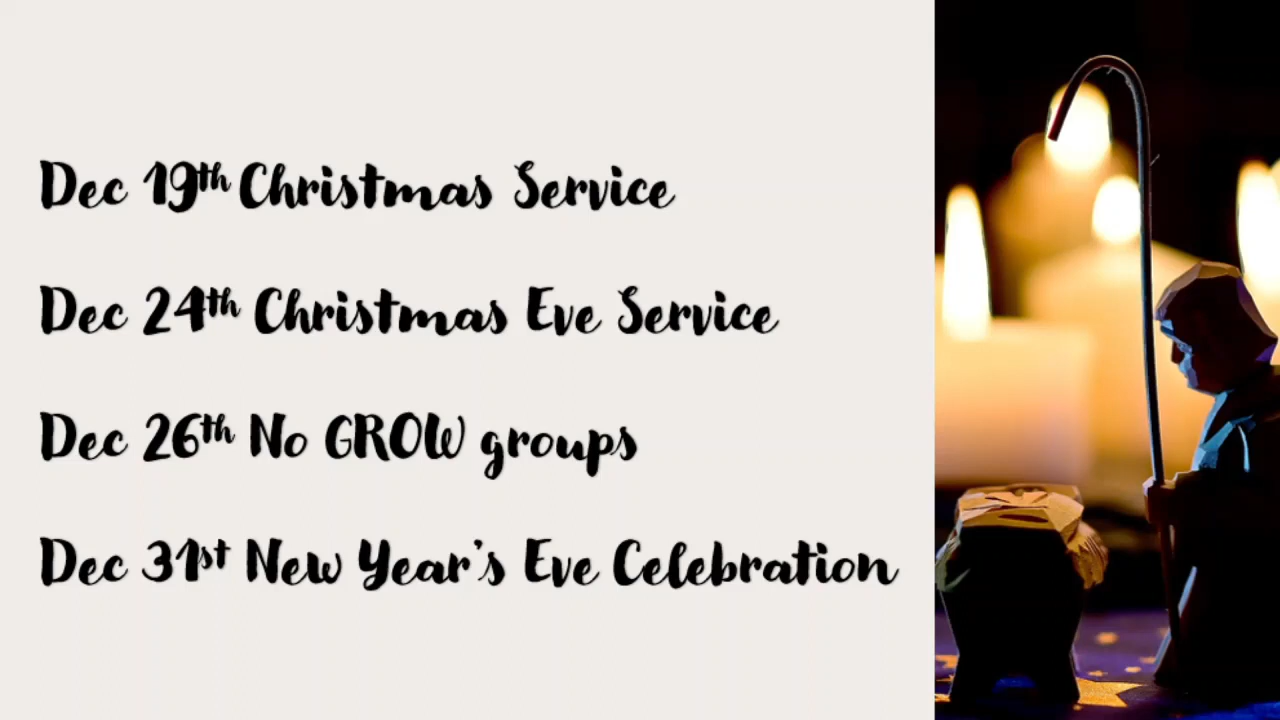 Dec 19th Christmas Service
Dec 24th Christmas Eve Service
Dec 26th No GROW groups
Dec 31st New Year's Eve Celebration